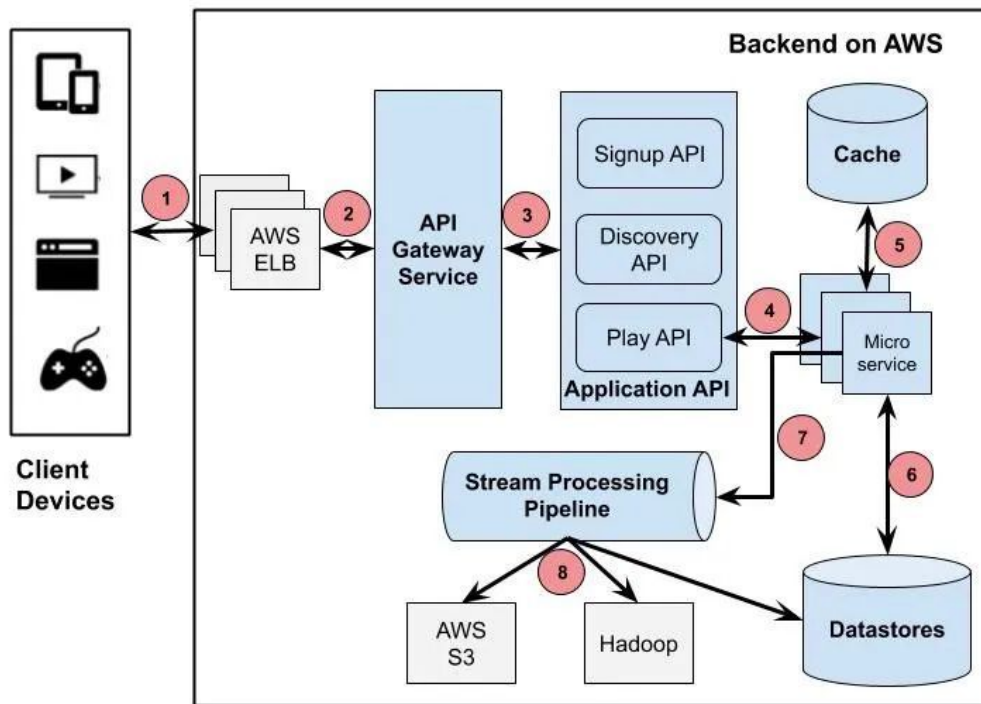 Backend on AWS
Client
Devices
1
AWS
ELB
2
API
Gateway
Service
3
Signup API
Discovery
API
Play API
Application API
4
Cache
5
Micro
service
6
7
Stream Processing
Pipeline
8
AWS
S3
Hadoop
Datastores